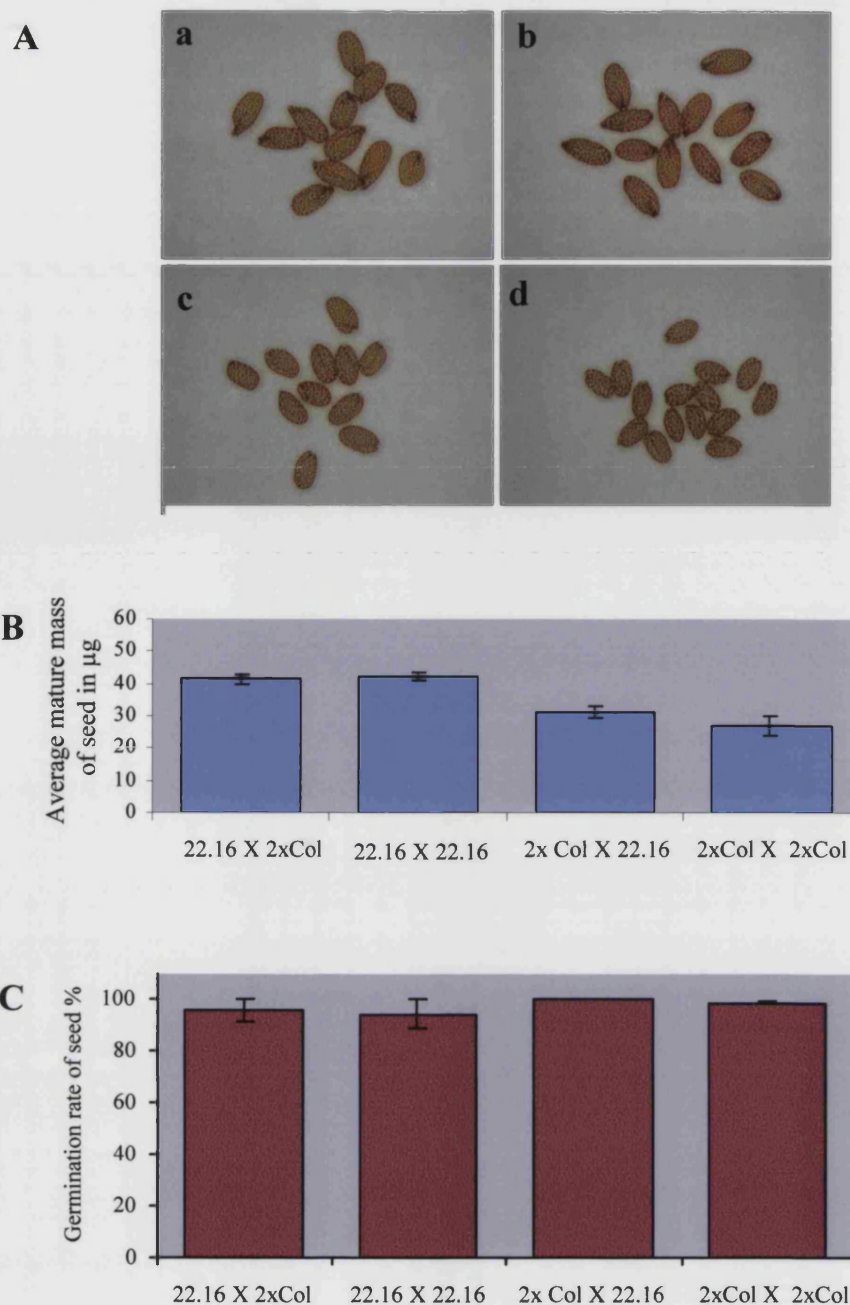 A
a
b
c
d
B
Average mature mass
of seed in µg
60
50
40
30
20
10
0
22.16 X 2xCol
22.16 X 22.16
2x Col X 22.16
2xCol X 2xCol
C
Germination rate of seed %
100
80
60
40
20
0
22.16 X 2xCol
22.16 X 22.16
2x Col X 22.16
2xCol X 2xCol